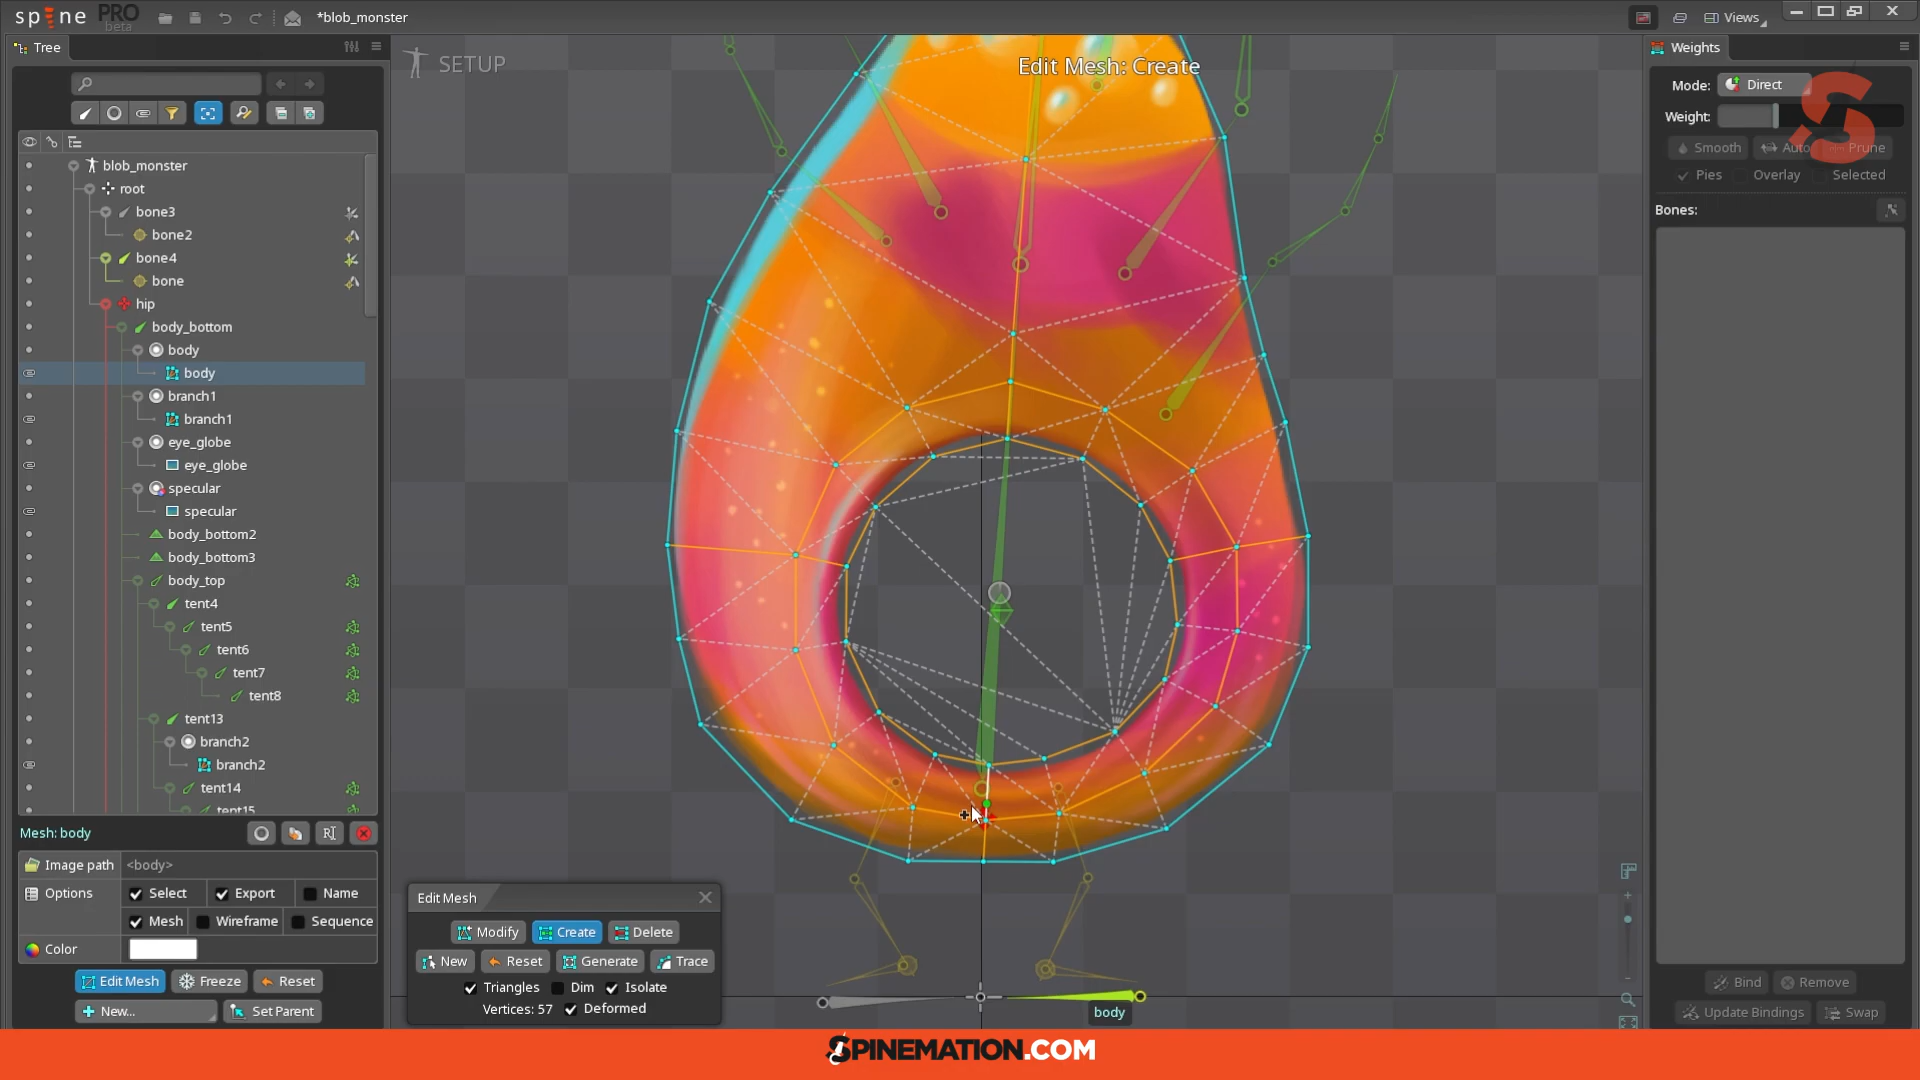 spine PRO
beta
*blob_monster
Views
Tree
SETUP
Edit Mesh: Create
Weights
Mode: Direct
Weight:
Smooth Auto Prune
Pies Overlay Selected
Bones:
blob_monster
root
bone3
bone2
bone4
bone
hip
body_bottom
body
body
branch1
branch1
eye_globe
eye_globe
specular
specular
body_bottom2
body_bottom3
body_top
tent4
tent5
tent6
tent7
tent8
tent13
branch2
branch2
tent14
tent15
Mesh: body
Image path <body>
Options Select Export Name
Mesh Wireframe Sequence
Color
Edit Mesh Freeze Reset
New... Set Parent
Edit Mesh
Modify Create Delete
New Reset Generate Trace
Triangles Dim Isolate
Vertices: 57 Deformed
body
Bind Remove
Update Bindings Swap
SPINEMATION.COM